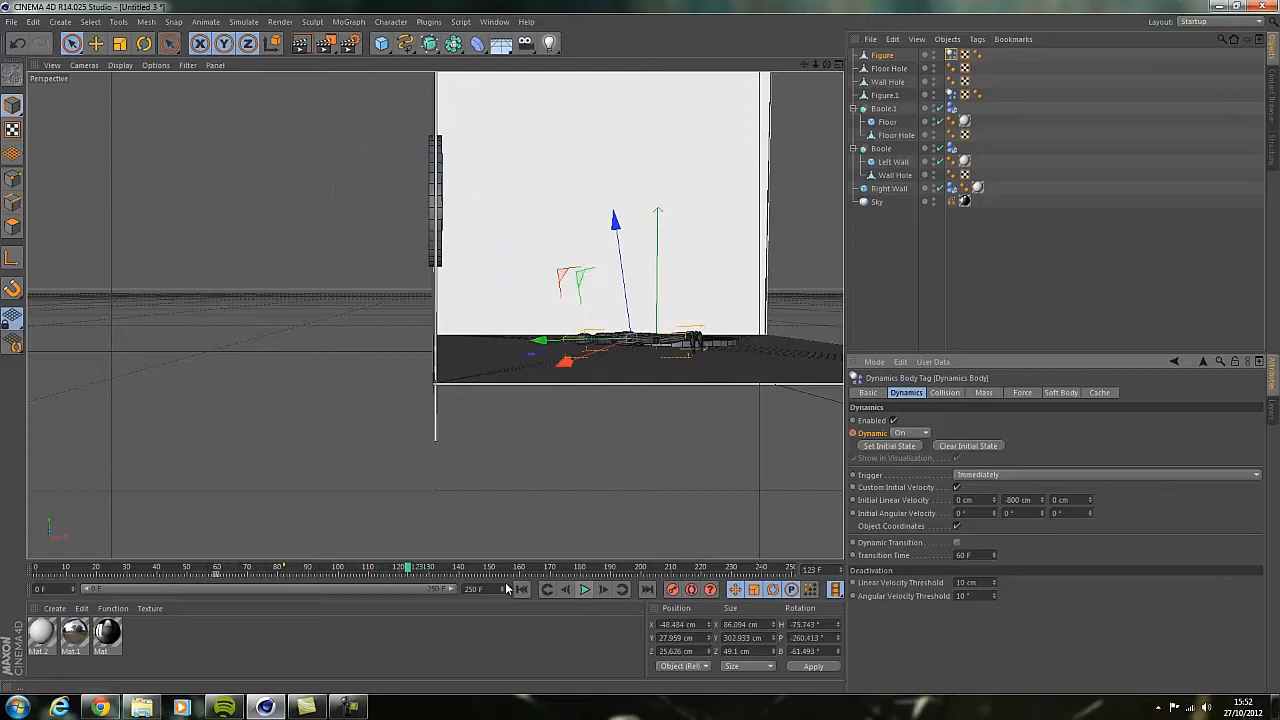 CINEMA 4D R14.025 Studio - [Untitled 3 *]
File Edit Create Select Tools Mesh Snap Animate Simulate Render Sculpt MoGraph Character Plugins Script Window Help
Layout: Startup
View Cameras Display Options Filter Panel
Perspective
File Edit View Objects Tags Bookmarks
Figure
Floor Hole
Wall Hole
Figure.1
Boole.1
Floor
Floor Hole
Boole
Left Wall
Wall Hole
Right Wall
Sky
Objects
Content Browser
Structure
Mode Edit User Data
Dynamics Body Tag [Dynamics Body]
Basic Dynamics Collision Mass Force Soft Body Cache
Dynamics
Enabled
Dynamic On
Set Initial State Clear Initial State
Show in Visualization
Trigger Immediately
Custom Initial Velocity
Initial Linear Velocity 0 cm -800 cm 0 cm
Initial Angular Velocity 0 ° 0 ° 0 °
Object Coordinates
Dynamic Transition
Transition Time 60 F
Deactivation
Linear Velocity Threshold 10 cm
Angular Velocity Threshold 10 °
Attributes
Layers
0 10 20 30 40 50 60 70 80 90 100 110 120 123 130 140 150 160 170 180 190 200 210 220 230 240 250
123 F
0 F 0 F 250 F 250 F
Create Edit Function Texture
Mat.2 Mat.1 Mat
Position Size Rotation
X -48.484 cm X 86.094 cm H -75.743 °
Y 27.959 cm Y 302.933 cm P -260.413 °
Z 25.626 cm Z 49.1 cm B -61.493 °
Object (Rel) Size Apply
MAXON
CINEMA 4D
15:52
27/10/2012